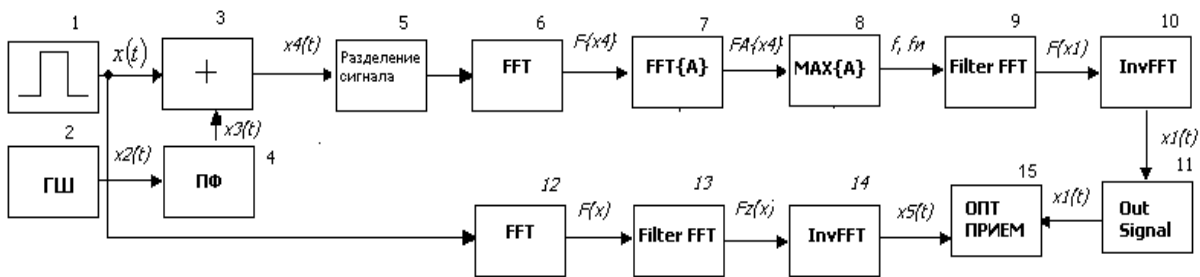 1
3
5
6
7
8
9
10
x(t)
+
x4(t)
Разделение
сигнала
FFT
F{x4}
FFT{A}
FA{x4}
MAX{A}
f, fn
Filter FFT
F(x1)
InvFFT
2
x3(t)
x1(t)
ГШ
x2(t)
ПФ
4
12
13
14
15
11
FFT
F(x)
Filter FFT
Fz(x)
InvFFT
x5(t)
ОПТ
ПРИЕМ
x1(t)
Out
Signal